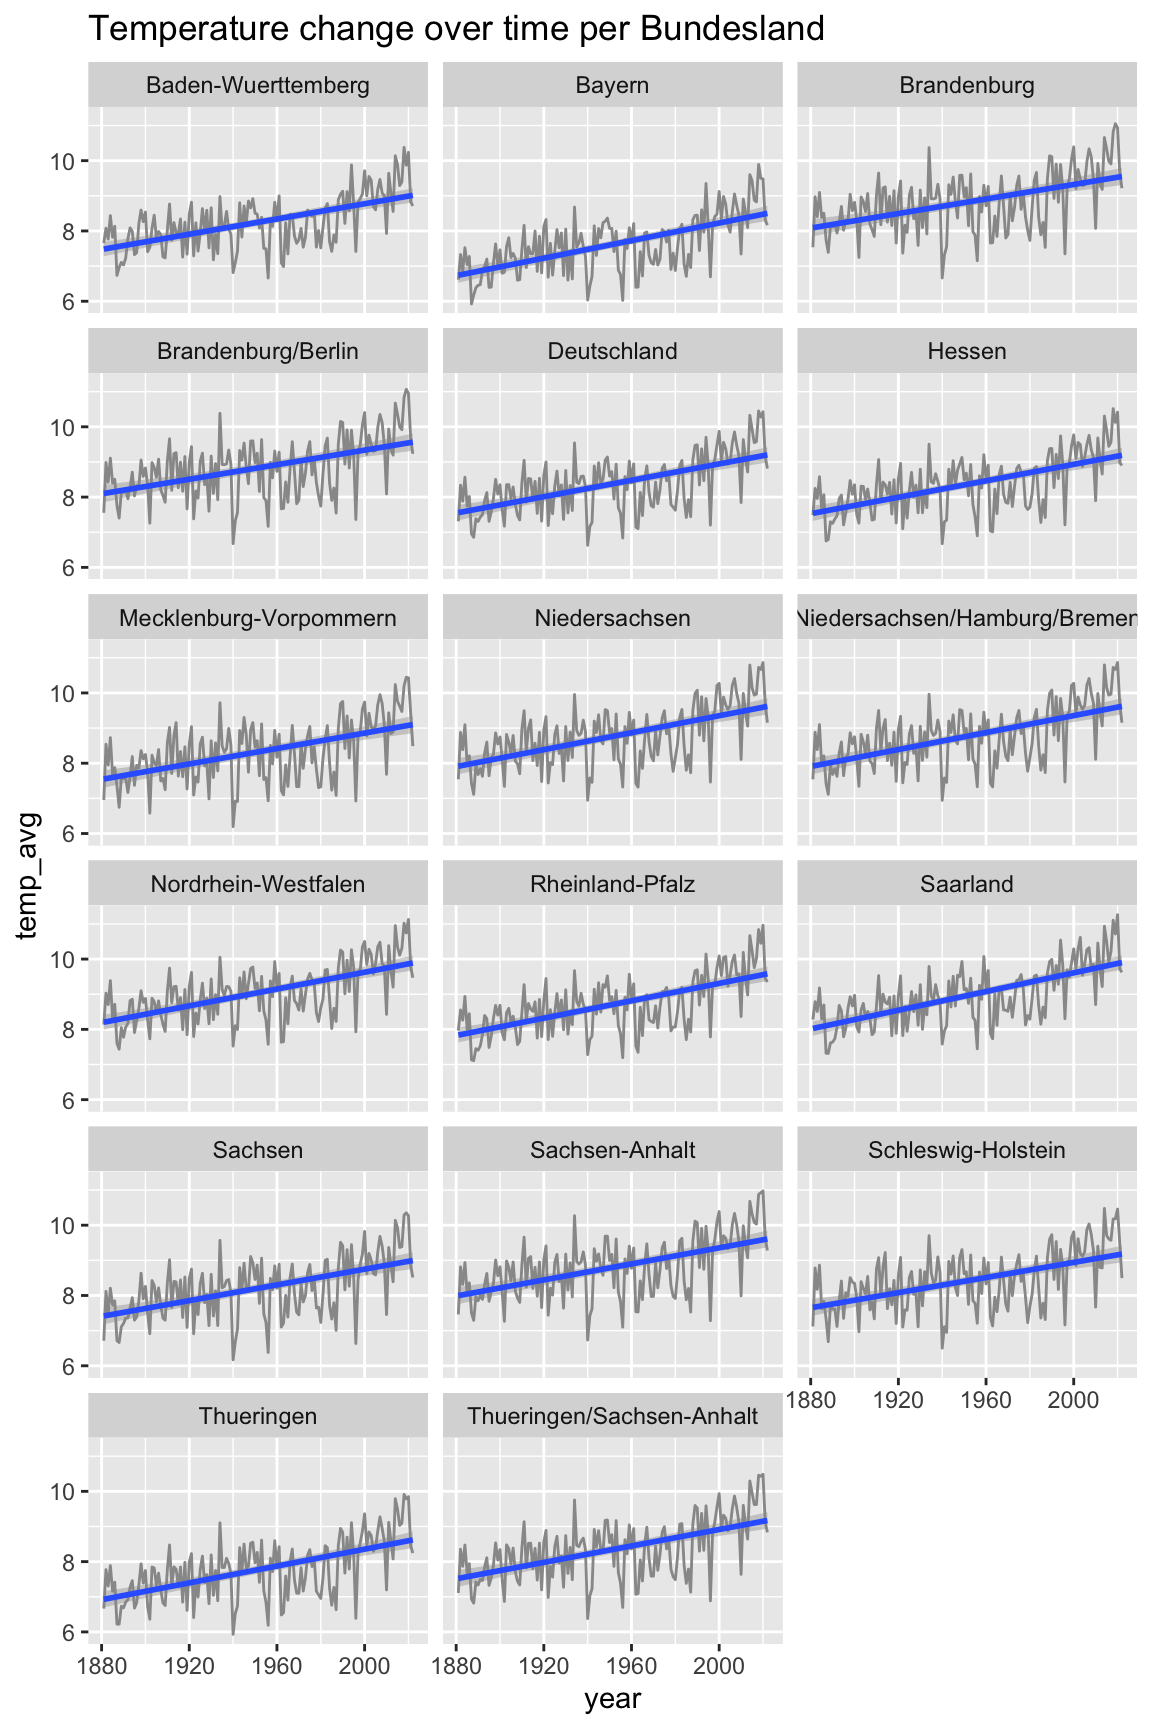 Temperature change over time per Bundesland
Baden-Wuerttemberg
Bayern
Brandenburg
10
8
6
Brandenburg/Berlin
Deutschland
Hessen
10
8
6
Mecklenburg-Vorpommern
Niedersachsen
Niedersachsen/Hamburg/Bremen
10
8
6
temp_avg
Nordrhein-Westfalen
Rheinland-Pfalz
Saarland
10
8
6
Sachsen
Sachsen-Anhalt
Schleswig-Holstein
10
8
6
1880 1920 1960 2000
Thueringen
Thueringen/Sachsen-Anhalt
10
8
6
1880 1920 1960 2000
1880 1920 1960 2000
year